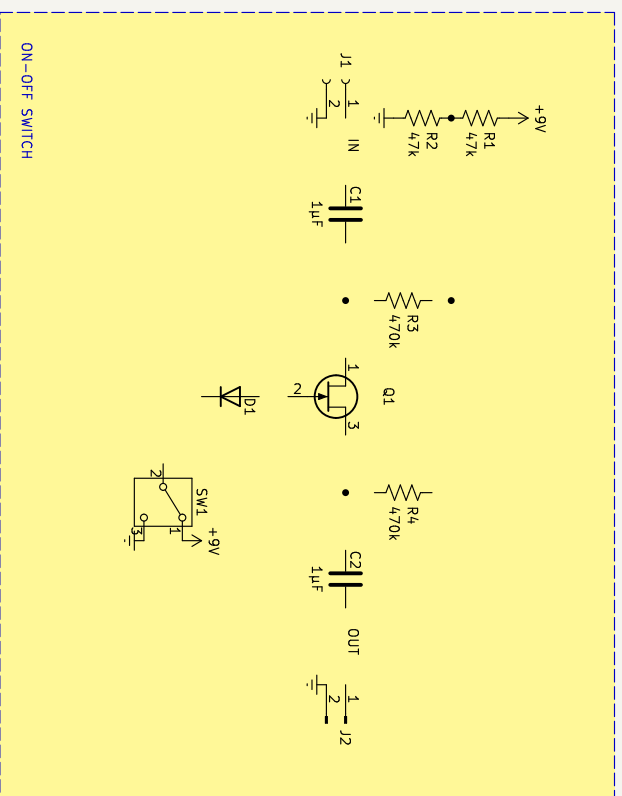 ON-OFF SWITCH
+9V
R1
47k
R2
47k
J1
1
2
IN
C1
1µF
R3
470k
Q1
1
2
3
D1
R4
470k
SW1
2
1
3
+9V
C2
1µF
OUT
1
2
J2